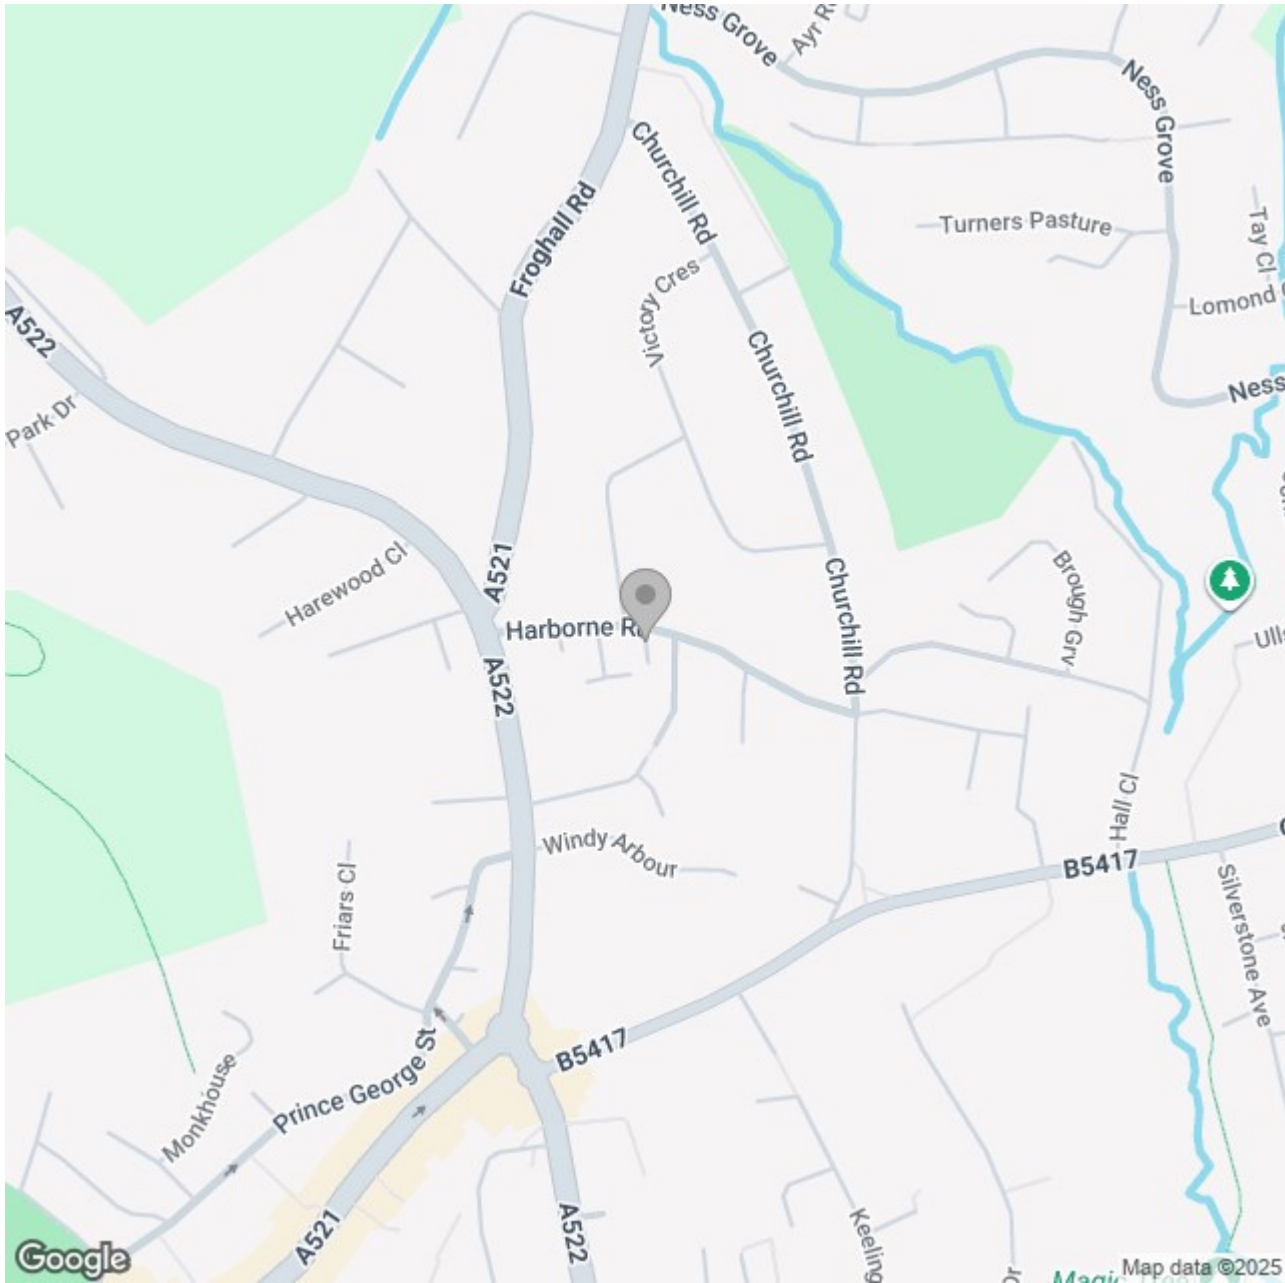 Ness Grove
Ayr R
Ness Grove
Churchill Rd
Froghall Rd
Turners Pasture
Tay Cl
Victory Cres
Lomond
A522
Churchill Rd
Ness
Park Dr
A521
Harewood Cl
Brough Grv
Churchill Rd
Harborne Rd
Ulls
A522
Hall Cl
Windy Arbour
B5417
Friars Cl
Silverstone Ave
B5417
Prince George St
Monkhouse
A521
A522
Keeling
Dr
Google
Map data ©2025